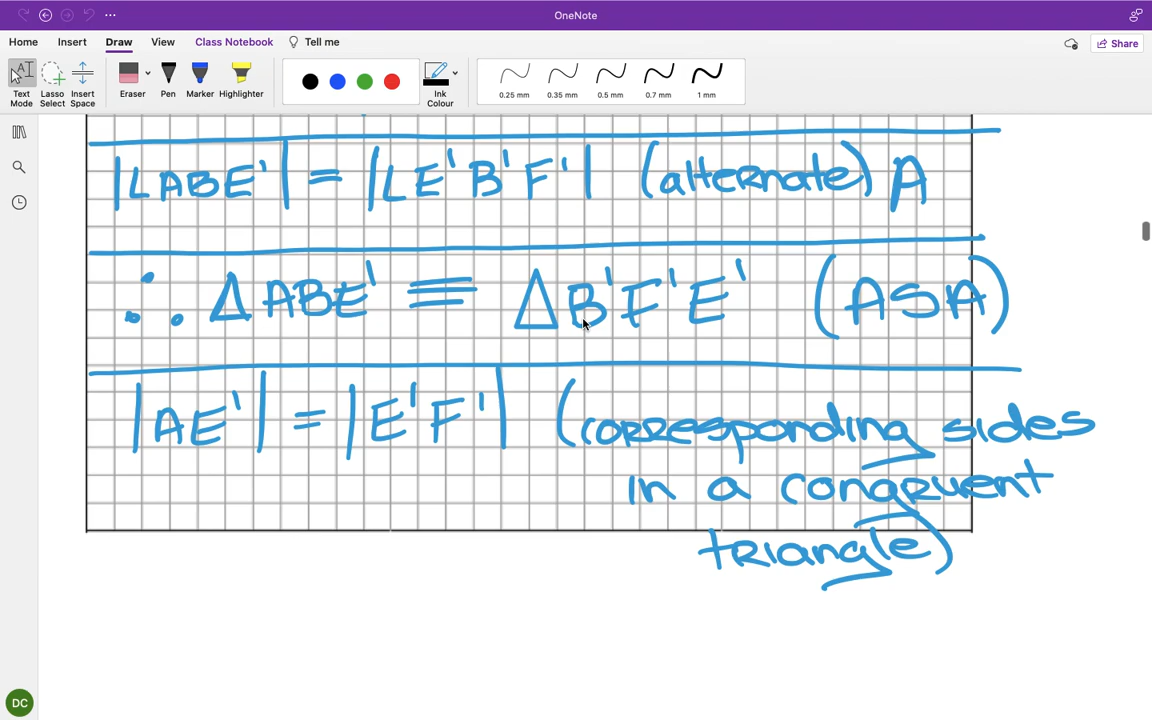 OneNote
Home Insert Draw View Class Notebook Tell me Share
Text Mode Lasso Select Insert Space Eraser Pen Marker Highlighter Ink Colour 0.25 mm 0.35 mm 0.5 mm 0.7 mm 1 mm
|∠ABE'| = |∠E'B'F'| (alternate) A
∴ ΔABE' ≡ ΔB'F'E' (ASA)
|AE'| = |E'F'| (corresponding sides
in a congruent
triangle)
DC